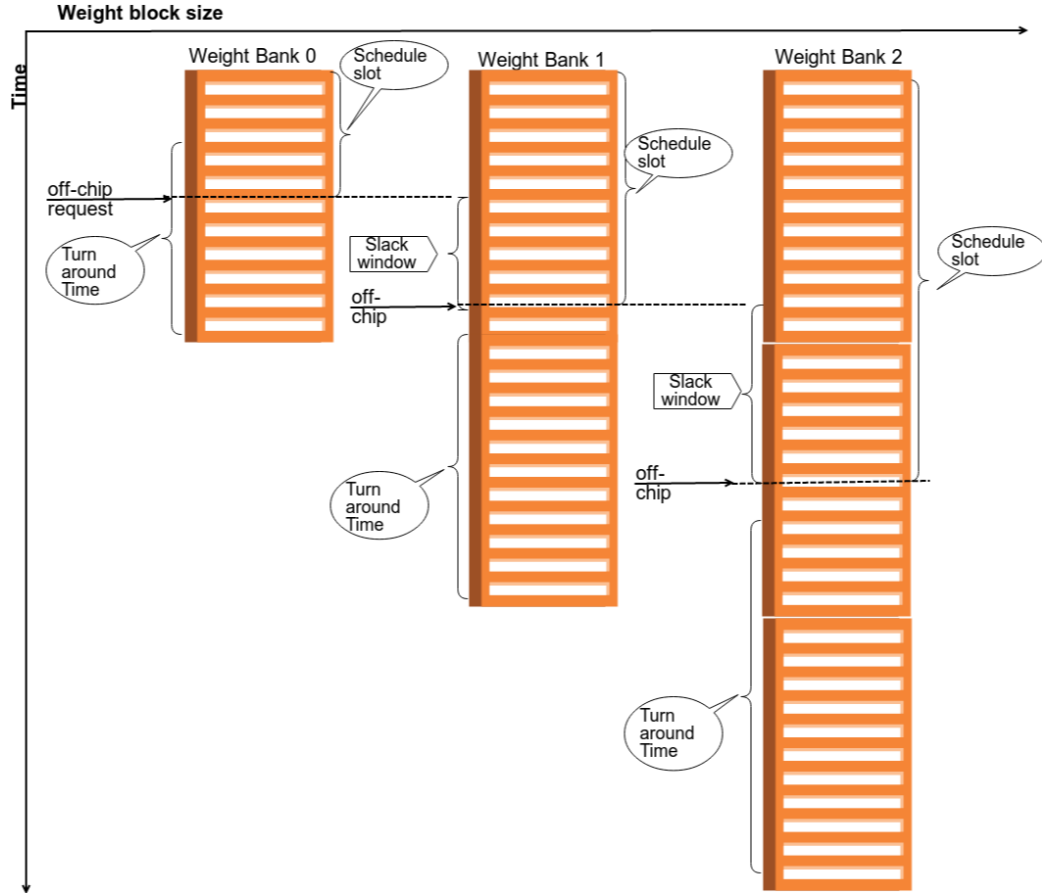 Weight block size
Time
Weight Bank 0
Schedule
slot
Weight Bank 1
Weight Bank 2
Schedule
slot
off-chip
request
Turn
around
Time
Slack
window
off-
chip
Schedule
slot
Slack
window
off-
chip
Turn
around
Time
Turn
around
Time